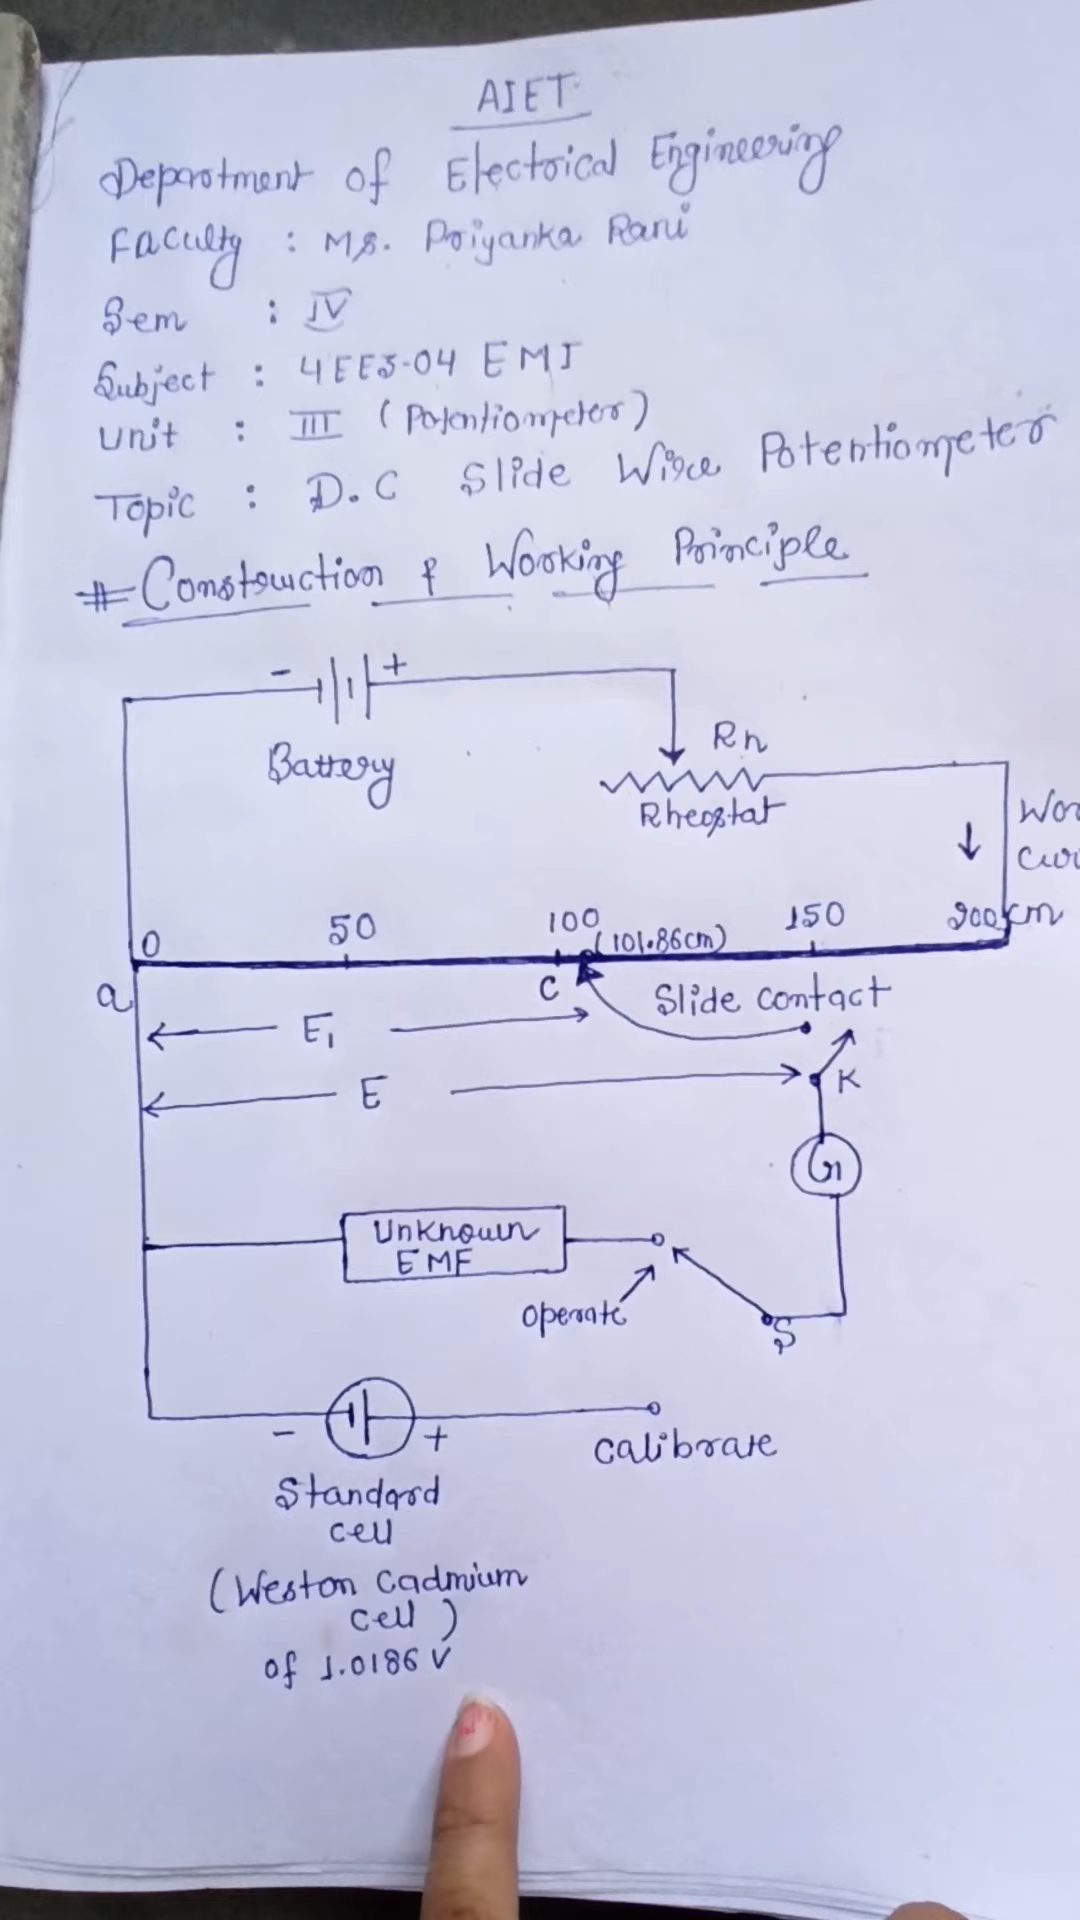 AIET
Department of Electrical Engineering
Faculty : Ms. Priyanka Rani
Sem : IV
Subject : 4EE3-04 EMI
Unit : III (Potentiometer)
Topic : D.C Slide Wire Potentiometer
# Construction & Working Principle
- +
Battery
Rh
Rheostat
0 50 100 (101.86cm) 150 200 cm
a
C
Slide contact
E1
E
K
G
Unknown
EMF
operate
S
- +
calibrate
Standard
cell
(Weston Cadmium
cell)
of 1.0186 V